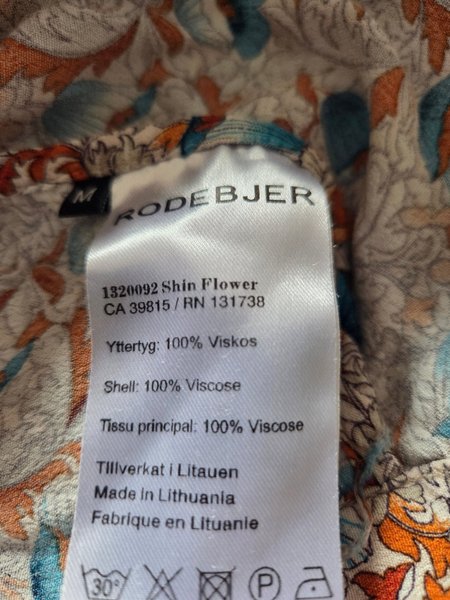 M
RODEBJER
1320092 Shin Flower
CA 39815 / RN 131738
Yttertyg: 100% Viskos
Shell: 100% Viscose
Tissu principal: 100% Viscose
Tillverkat i Litauen
Made in Lithuania
Fabrique en Lituanie
30° P